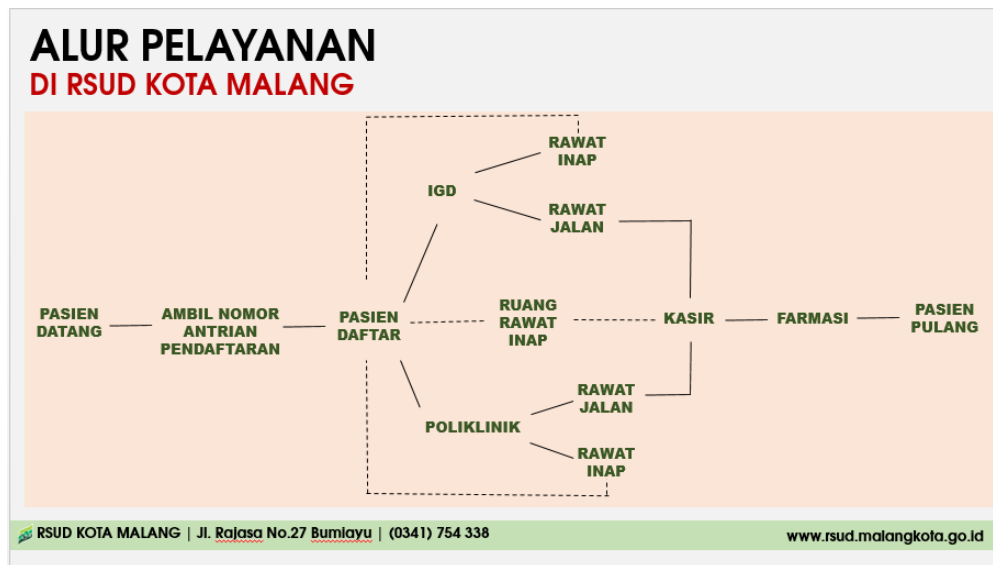 ALUR PELAYANAN
DI RSUD KOTA MALANG
RAWAT
INAP
IGD
RAWAT
JALAN
PASIEN
DATANG
AMBIL NOMOR
ANTRIAN
PENDAFTARAN
PASIEN
DAFTAR
RUANG
RAWAT
INAP
KASIR
FARMASI
PASIEN
PULANG
RAWAT
JALAN
POLIKLINIK
RAWAT
INAP
RSUD KOTA MALANG | Jl. Rajasa No.27 Bumiayu | (0341) 754 338
www.rsud.malangkota.go.id